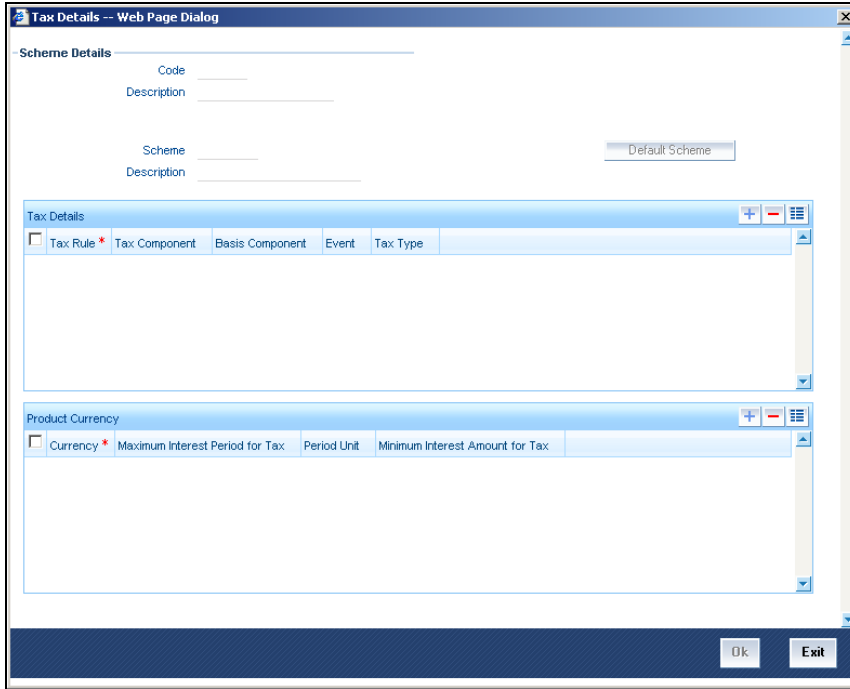 Tax Details -- Web Page Dialog
Scheme Details
Code
Description
Scheme
Default Scheme
Description
Tax Details
Tax Rule * Tax Component Basis Component Event Tax Type
Product Currency
Currency * Maximum Interest Period for Tax Period Unit Minimum Interest Amount for Tax
Ok Exit